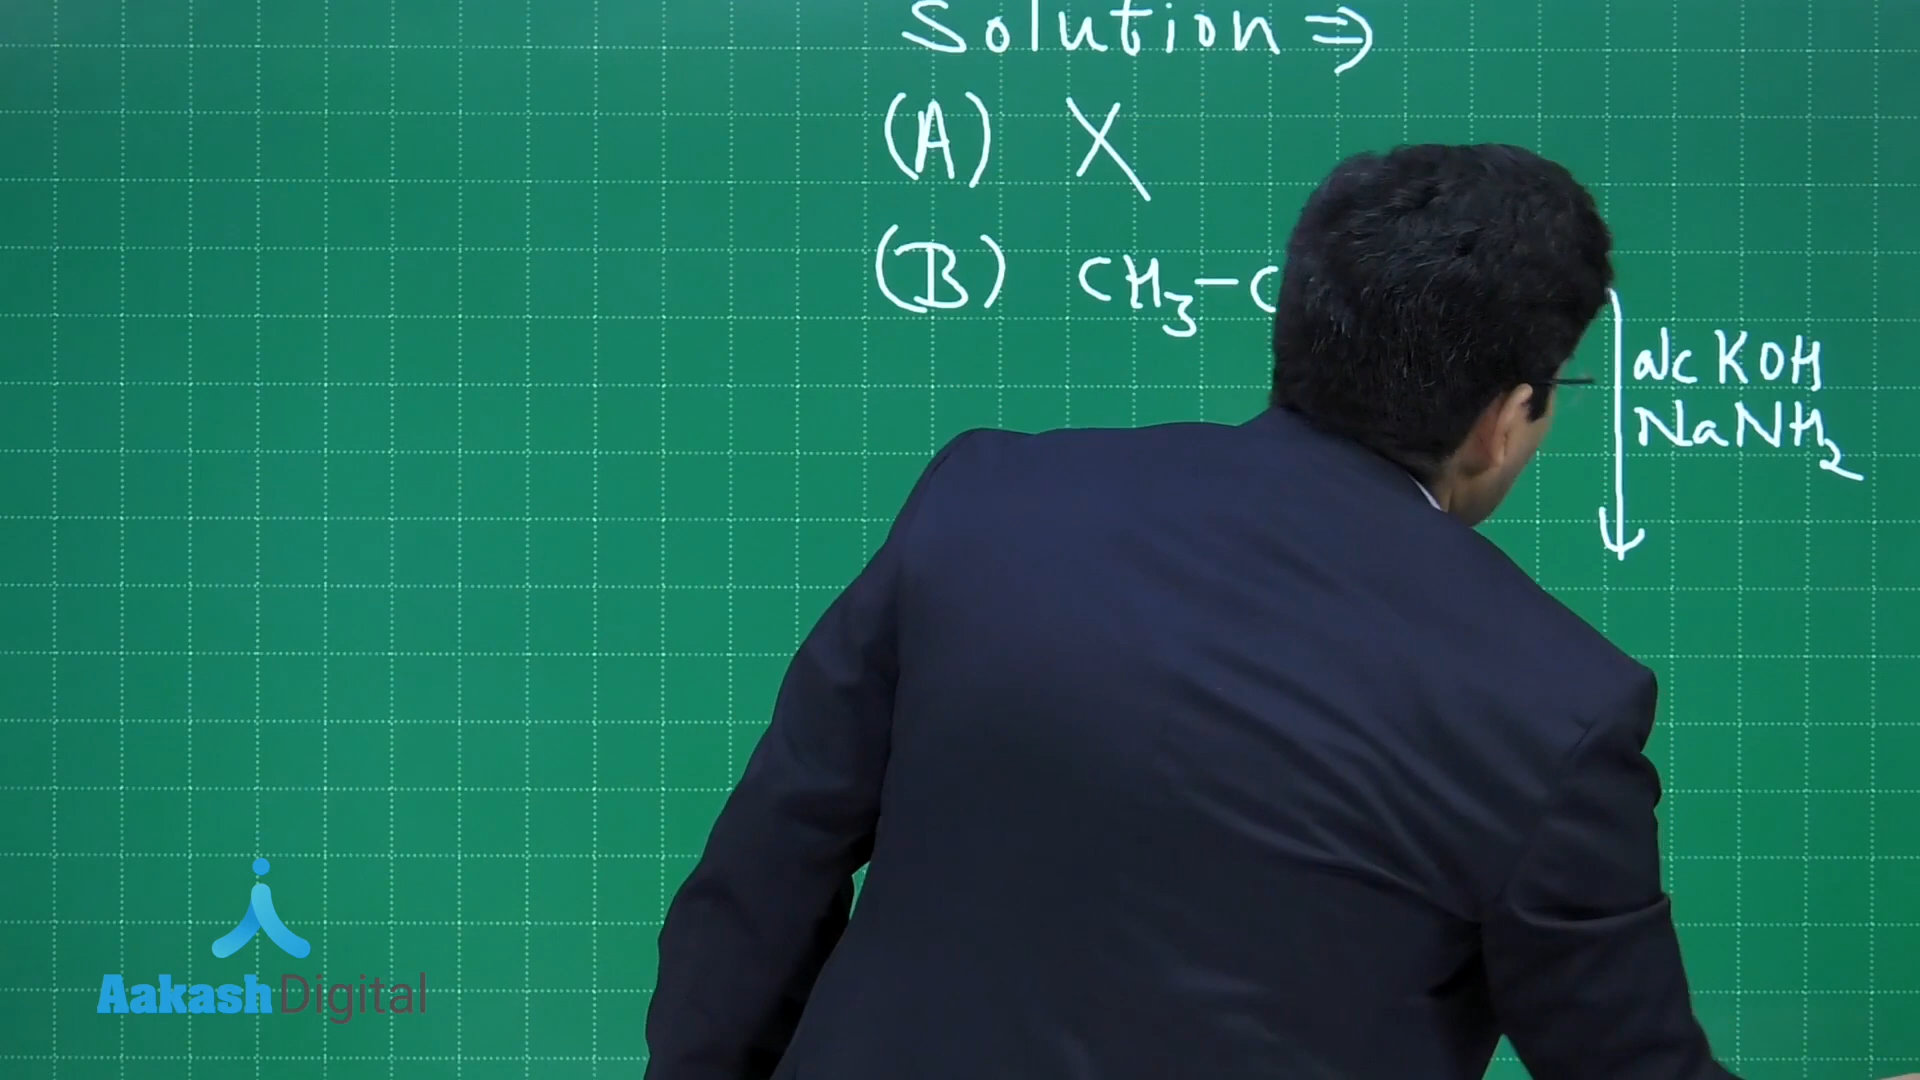 Solution ⇒
(A) X
(B) CH₃-C
alc KOH
NaNH₂
Aakash Digital